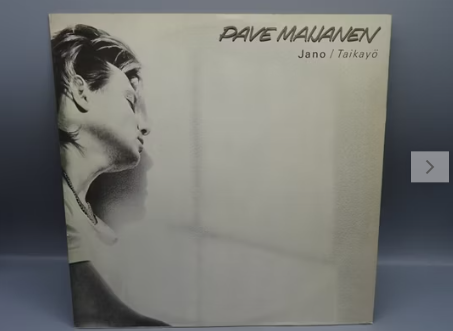 PAVE MAIJANEN
Jano / Taikayö